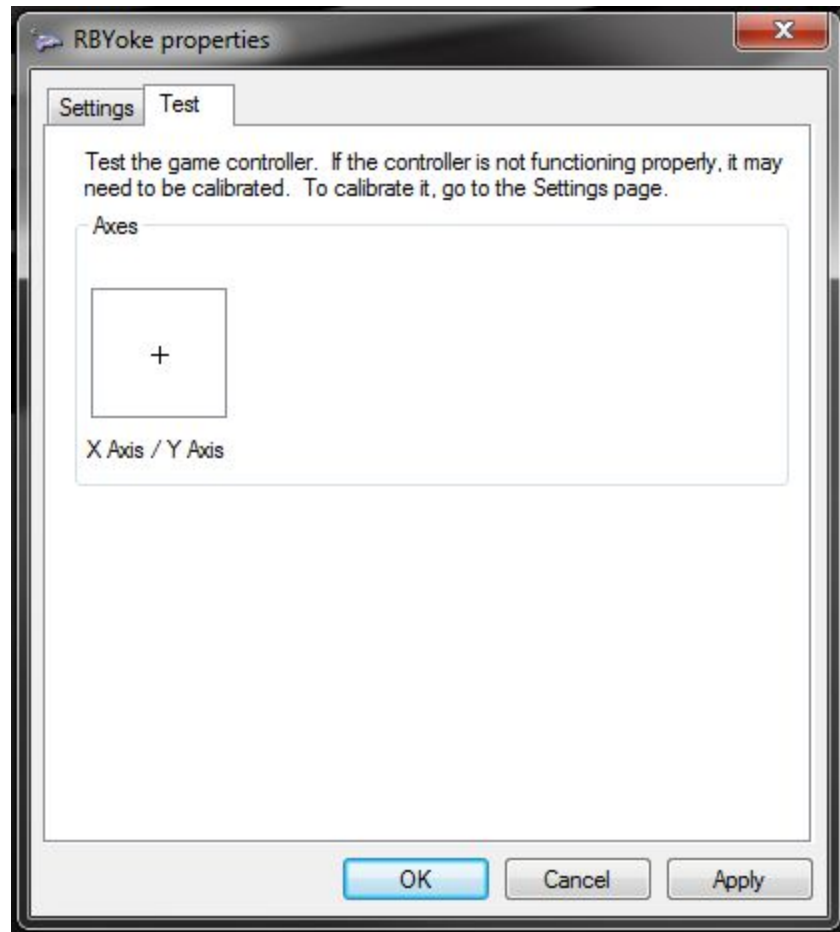 RBYoke properties
Settings Test
Test the game controller. If the controller is not functioning properly, it may
need to be calibrated. To calibrate it, go to the Settings page.
Axes
X Axis / Y Axis
OK Cancel Apply